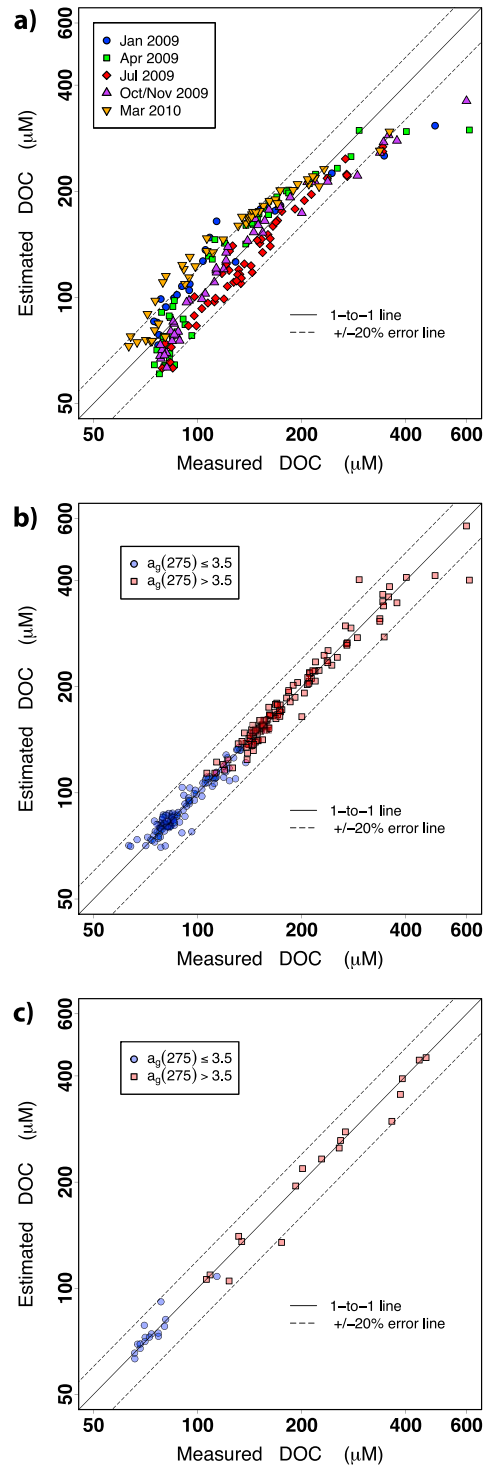 a)
600
400
200
100
50
Estimated DOC (μM)
Jan 2009
Apr 2009
Jul 2009
Oct/Nov 2009
Mar 2010
1−to−1 line
+/−20% error line
50 100 200 400 600
Measured DOC (μM)
b)
600
400
200
100
50
Estimated DOC (μM)
ag(275) ≤ 3.5
ag(275) > 3.5
1−to−1 line
+/−20% error line
50 100 200 400 600
Measured DOC (μM)
c)
600
400
200
100
50
Estimated DOC (μM)
ag(275) ≤ 3.5
ag(275) > 3.5
1−to−1 line
+/−20% error line
50 100 200 400 600
Measured DOC (μM)